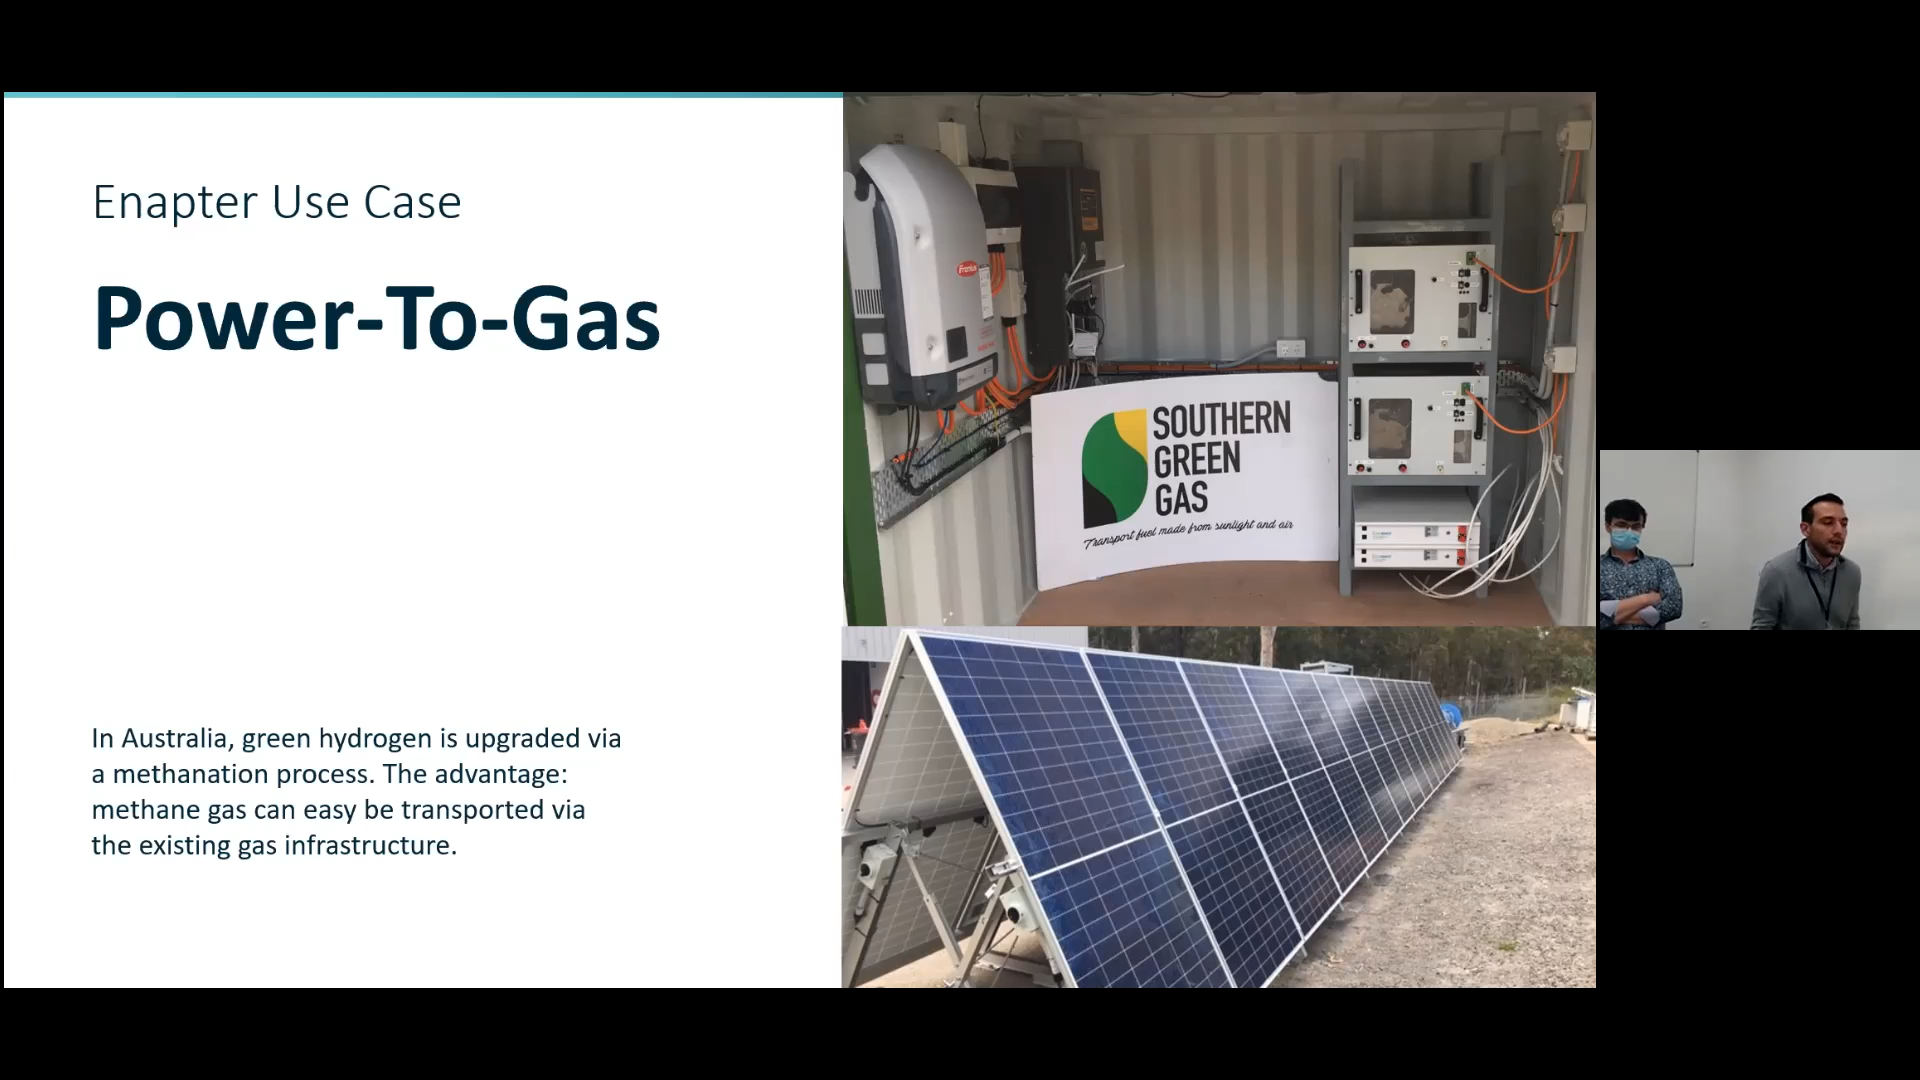 Enapter Use Case
Power-To-Gas
In Australia, green hydrogen is upgraded via
a methanation process. The advantage:
methane gas can easy be transported via
the existing gas infrastructure.
Fronius
SOUTHERN
GREEN
GAS
Transport fuel made from sunlight and air